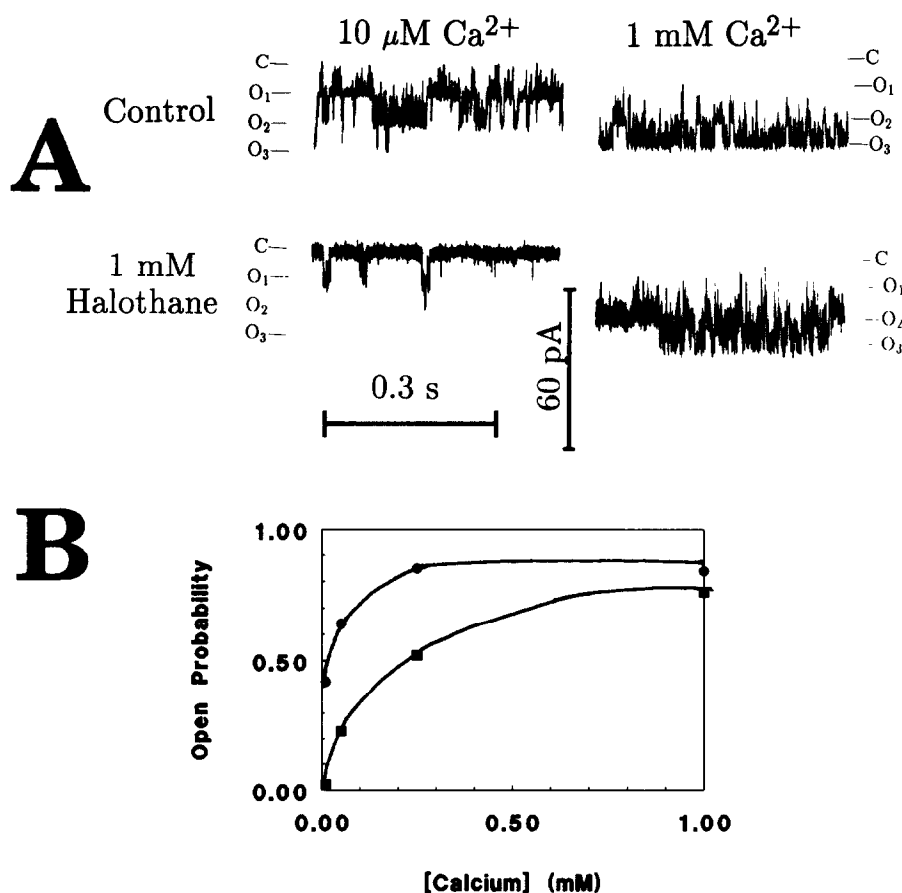 10 μM Ca²⁺
1 mM Ca²⁺
A
Control
C—
O₁—
O₂—
O₃—
—C
—O₁
—O₂
—O₃
1 mM
Halothane
C—
O₁---
O₂
O₃—
-C
- O₁
- O₃
0.3 s
60 pA
B
1.00
0.50
0.00
Open Probability
0.00
0.50
1.00
[Calcium] (mM)